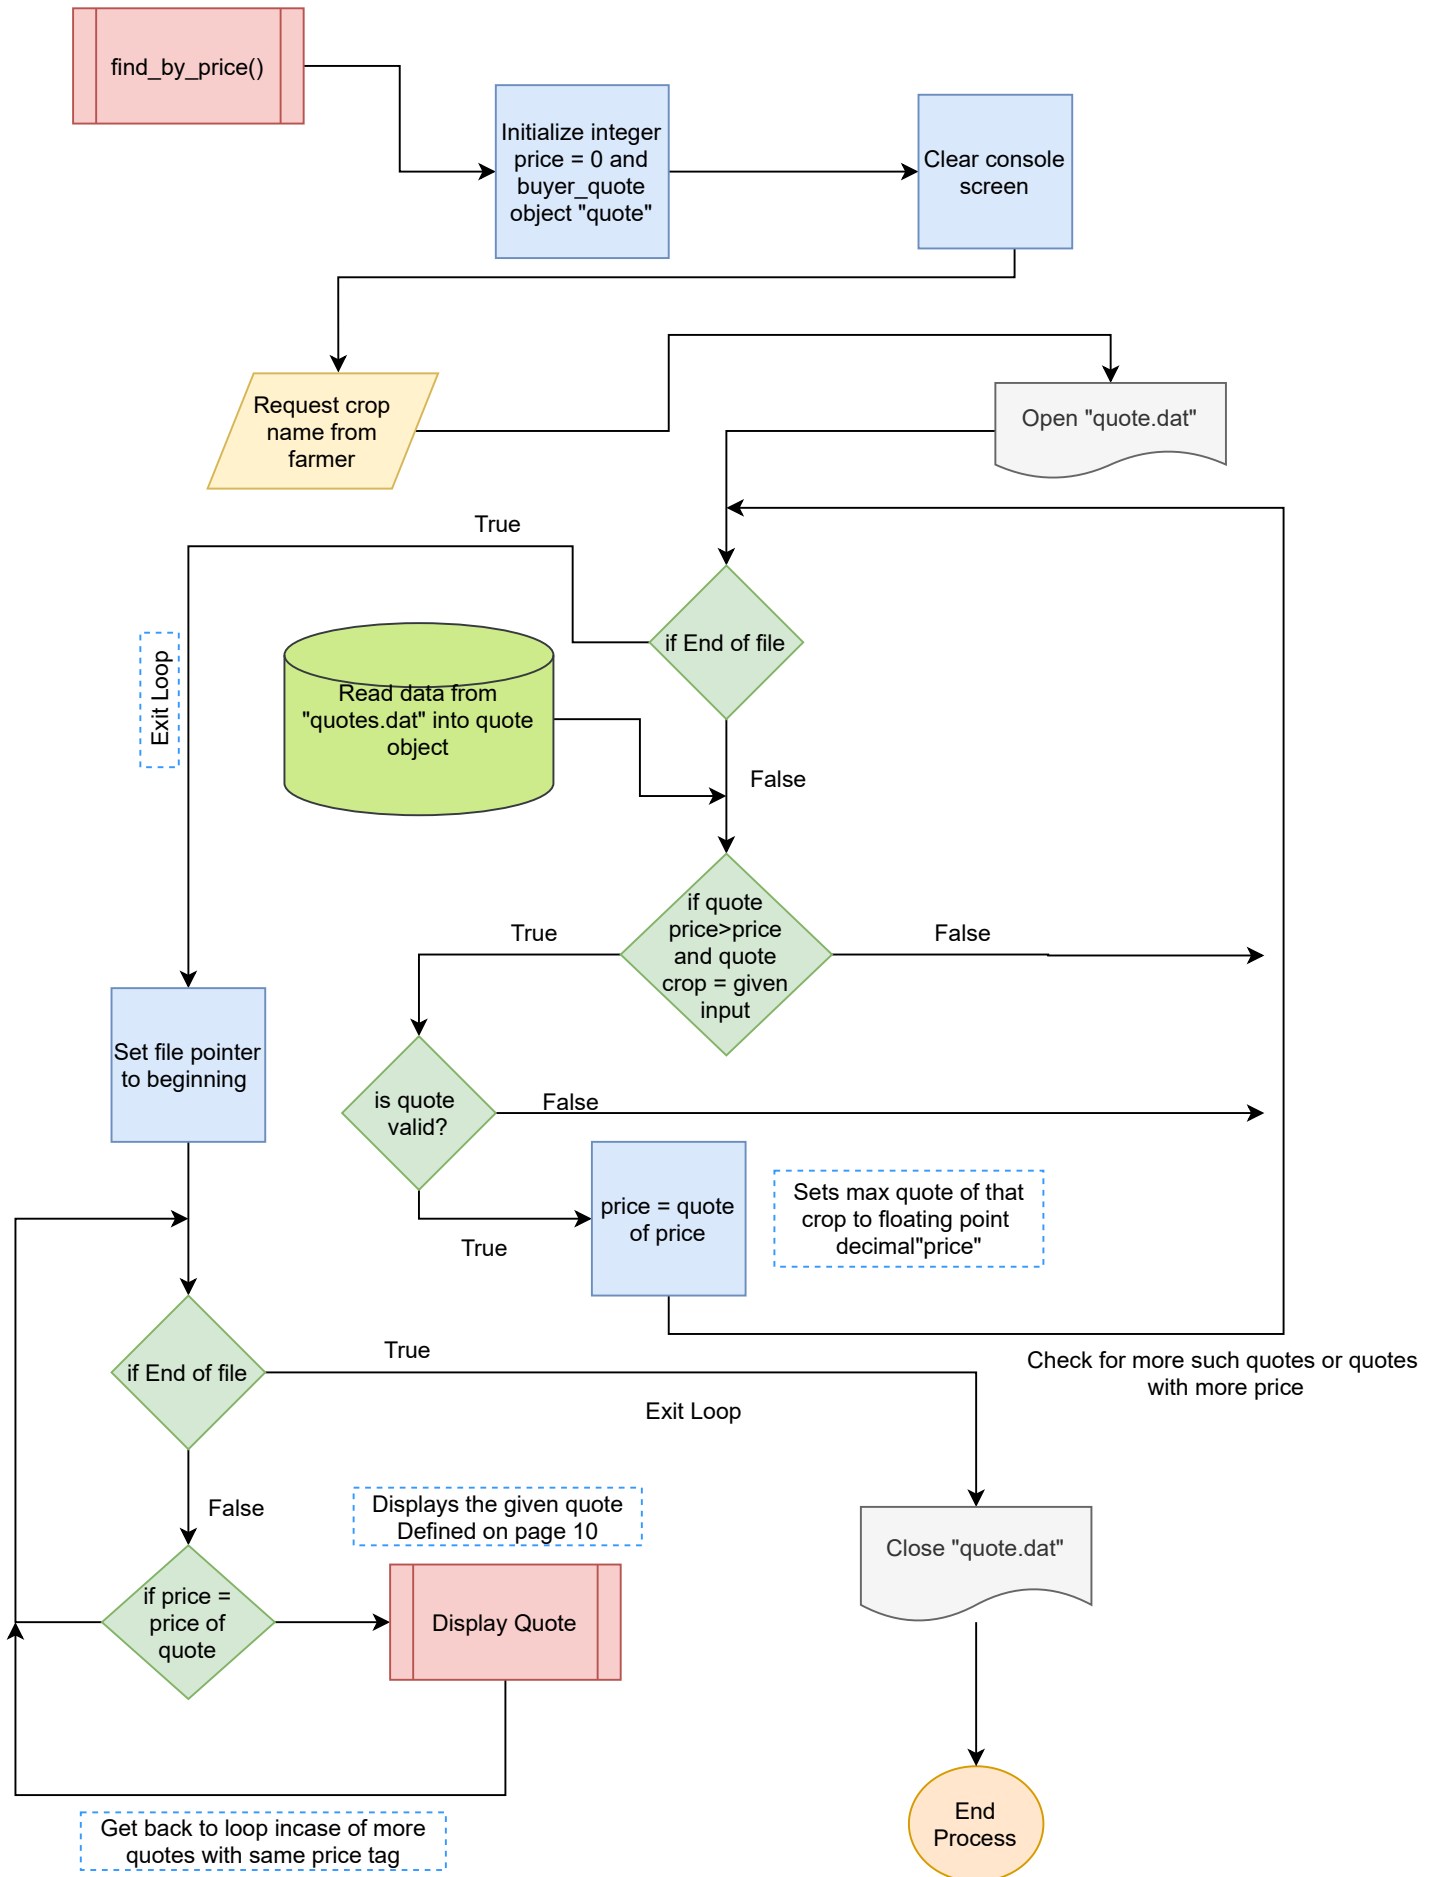 find_by_price()
Initialize integer
price = 0 and
buyer_quote
object "quote"
Clear console
screen
Request crop
name from
farmer
Open "quote.dat"
True
if End of file
Exit Loop
Read data from
"quotes.dat" into quote
object
False
if quote
price>price
and quote
crop = given
input
True
False
Set file pointer
to beginning
is quote
valid?
False
True
price = quote
of price
Sets max quote of that
crop to floating point
decimal"price"
if End of file
True
Exit Loop
Check for more such quotes or quotes
with more price
False
Displays the given quote
Defined on page 10
if price =
price of
quote
Display Quote
Close "quote.dat"
Get back to loop incase of more
quotes with same price tag
End
Process